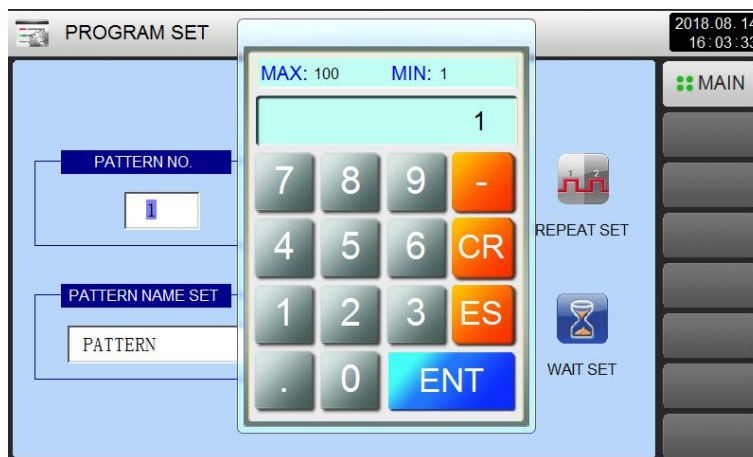 PROGRAM SET
2018.08.14
16:03:33
MAX: 100 MIN: 1
1
MAIN
PATTERN NO.
1
7 8 9 -
1 2
REPEAT SET
4 5 6 CR
PATTERN NAME SET
PATTERN
1 2 3 ES
WAIT SET
. 0 ENT